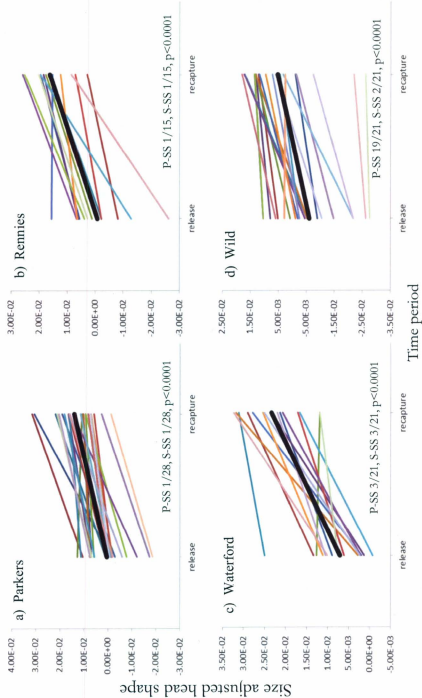 Size adjusted head shape
a) Parkers
4.00E-02
3.00E-02
2.00E-02
1.00E-02
0.00E+00
-1.00E-02
-2.00E-02
-3.00E-02
P-SS 1/28, S-SS 1/28, p<0.0001
release
recapture
b) Rennies
3.00E-02
2.00E-02
1.00E-02
0.00E+00
-1.00E-02
-2.00E-02
-3.00E-02
P-SS 1/15, S-SS 1/15, p<0.0001
release
recapture
c) Waterford
3.50E-02
3.00E-02
2.50E-02
2.00E-02
1.50E-02
1.00E-02
5.00E-03
0.00E+00
-5.00E-03
P-SS 3/21, S-SS 3/21, p<0.0001
release
recapture
d) Wild
2.50E-02
1.50E-02
5.00E-03
-5.00E-03
-1.50E-02
-2.50E-02
-3.50E-02
P-SS 19/21, S-SS 2/21, p<0.0001
release
recapture
Time period